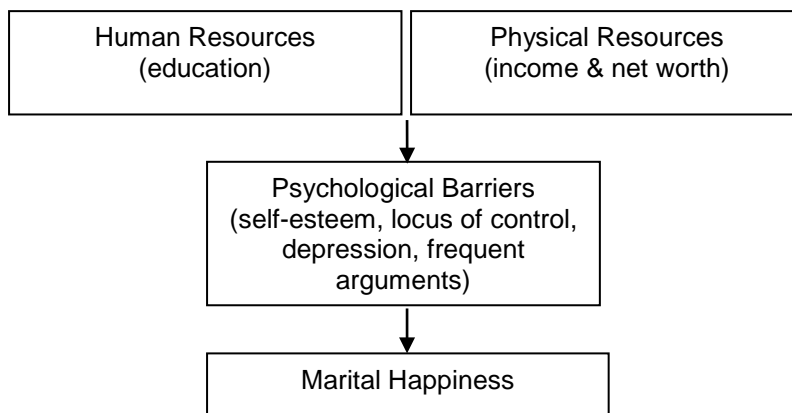 Human Resources
(education)
Physical Resources
(income & net worth)
Psychological Barriers
(self-esteem, locus of control,
depression, frequent
arguments)
Marital Happiness